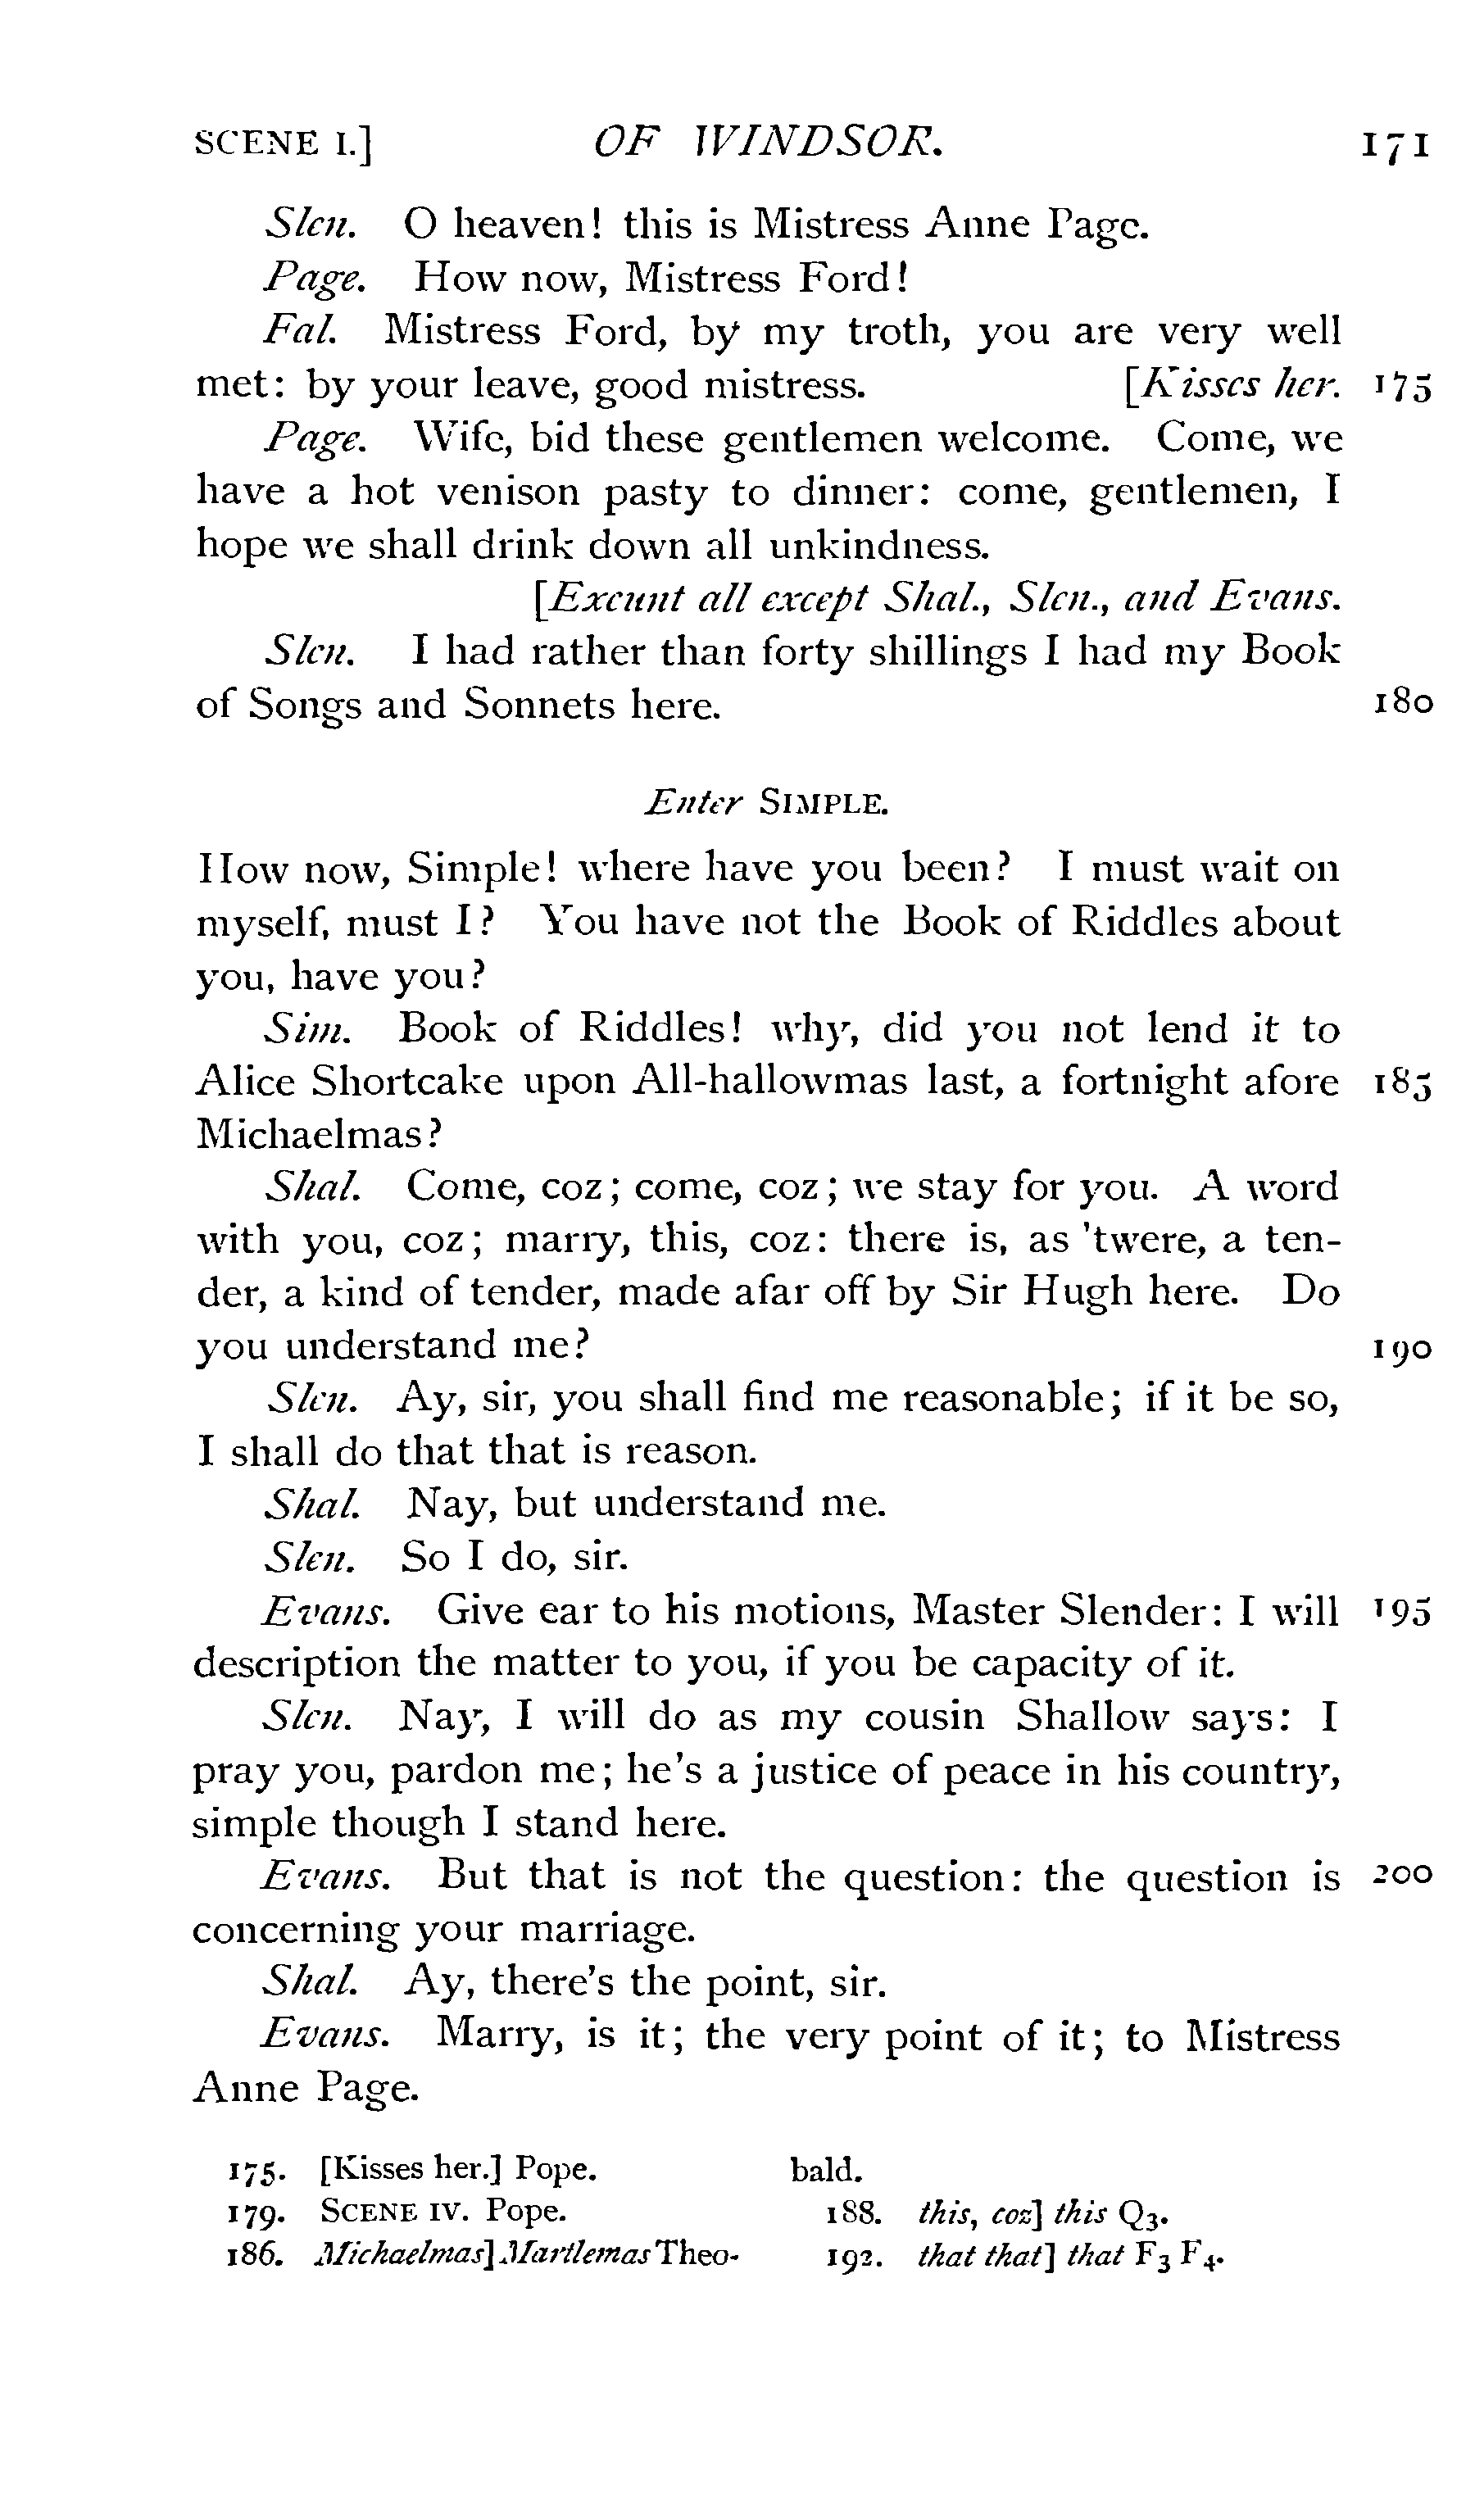 SCENE I.] OF WINDSOR. 171
Slen. O heaven! this is Mistress Anne Page.
Page. How now, Mistress Ford!
Fal. Mistress Ford, by my troth, you are very well
met: by your leave, good mistress. [Kisses her. 175
Page. Wife, bid these gentlemen welcome. Come, we
have a hot venison pasty to dinner: come, gentlemen, I
hope we shall drink down all unkindness.
[Exeunt all except Shal., Slen., and Evans.
Slen. I had rather than forty shillings I had my Book
of Songs and Sonnets here. 180
Enter SIMPLE.
How now, Simple! where have you been? I must wait on
myself, must I? You have not the Book of Riddles about
you, have you?
Sim. Book of Riddles! why, did you not lend it to
Alice Shortcake upon All-hallowmas last, a fortnight afore 185
Michaelmas?
Shal. Come, coz; come, coz; we stay for you. A word
with you, coz; marry, this, coz: there is, as 'twere, a ten-
der, a kind of tender, made afar off by Sir Hugh here. Do
you understand me? 190
Slen. Ay, sir, you shall find me reasonable; if it be so,
I shall do that that is reason.
Shal. Nay, but understand me.
Slen. So I do, sir.
Evans. Give ear to his motions, Master Slender: I will 195
description the matter to you, if you be capacity of it.
Slen. Nay, I will do as my cousin Shallow says: I
pray you, pardon me; he's a justice of peace in his country,
simple though I stand here.
Evans. But that is not the question: the question is 200
concerning your marriage.
Shal. Ay, there's the point, sir.
Evans. Marry, is it; the very point of it; to Mistress
Anne Page.
175. [Kisses her.] Pope.
179. SCENE IV. Pope.
186. Michaelmas] Martlemas Theo-
bald.
188. this, coz] this Q3.
192. that that] that F3 F4.